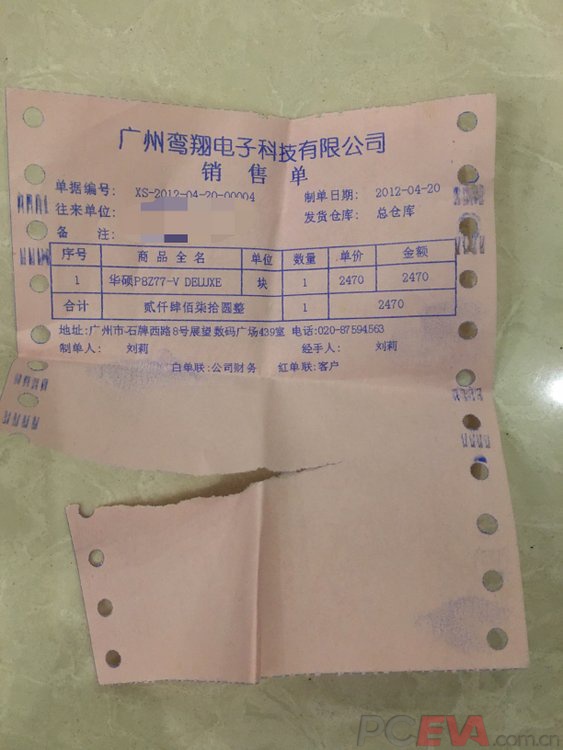 广州鸾翔电子科技有限公司
销售单
单据编号: XS-2012-04-20-00004 制单日期: 2012-04-20
往来单位: 发货仓库: 总仓库
备 注:
序号 商品全名 单位 数量 单价 金额
1 华硕P8Z77-V DELUXE 块 1 2470 2470
合计 贰仟肆佰柒拾圆整 1 2470
地址:广州市石牌西路8号展望数码广场439室 电话:020-87594563
制单人: 刘莉 经手人: 刘莉
白单联:公司财务 红单联:客户
PCEVA.com.cn